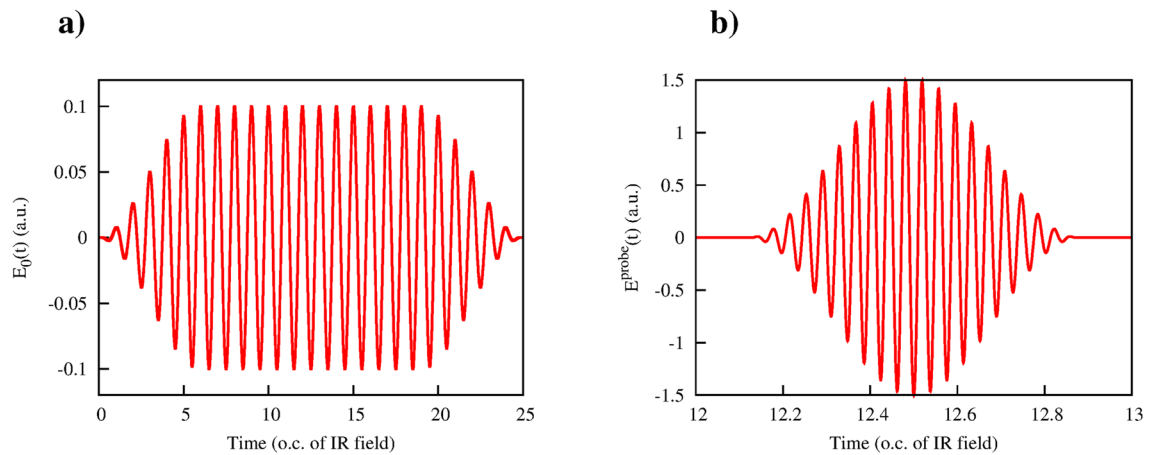 a)
b)
0.1
0.05
0
-0.05
-0.1
E0(t) (a.u.)
0 5 10 15 20 25
Time (o.c. of IR field)
1.5
1
0.5
0
-0.5
-1
-1.5
Eprobe(t) (a.u.)
12 12.2 12.4 12.6 12.8 13
Time (o.c. of IR field)